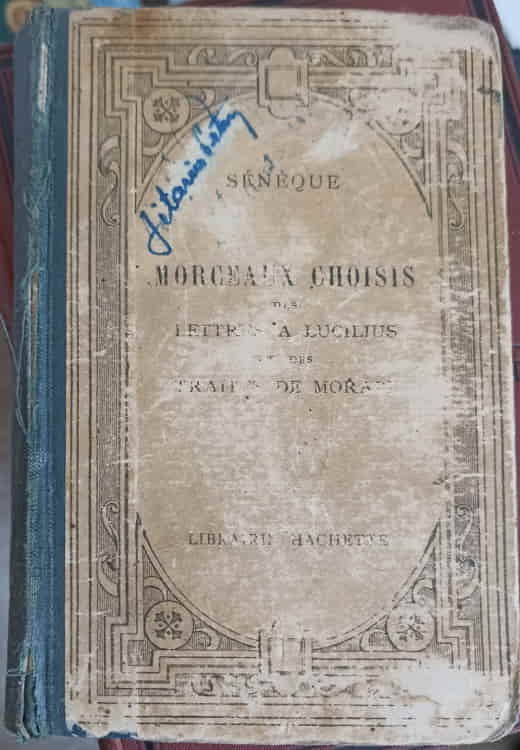 SÉNÈQUE
MORCEAUX CHOISIS
DES
LETTRES A LUCILIUS
ET DES
TRAITÉS DE MORALE
LIBRAIRIE HACHETTE